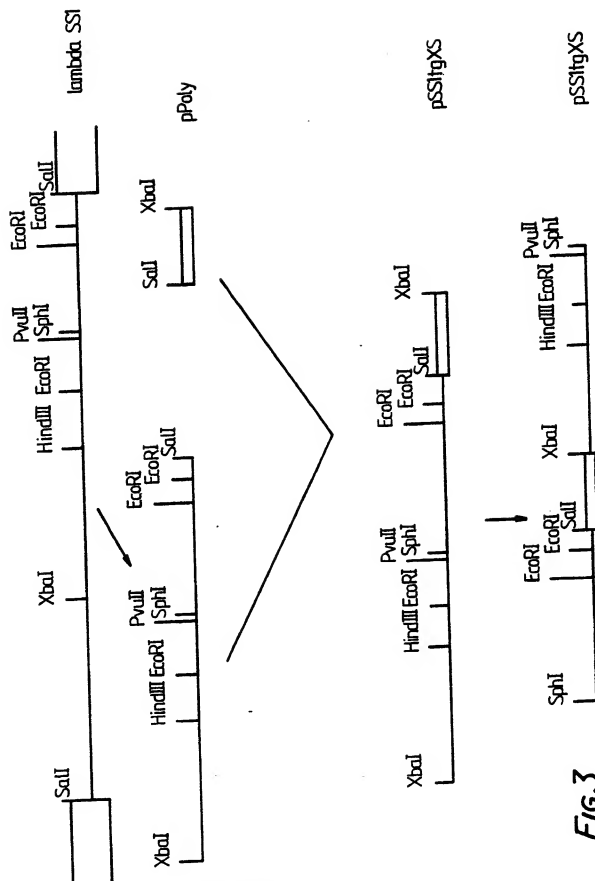 SalI
XbaI
HindIII
EcoRI
PvuII
SphI
EcoRI
EcoRI
SalI
lambda SS1
XbaI
HindIII
EcoRI
PvuII
SphI
EcoRI
EcoRI
SalI
SalI
XbaI
pPoly
XbaI
HindIII
EcoRI
PvuII
SphI
EcoRI
EcoRI
SalI
XbaI
pSS1tgXS
SphI
EcoRI
EcoRI
SalI
XbaI
HindIII
EcoRI
PvuII
SphI
pSS1tgXS
FIG.3